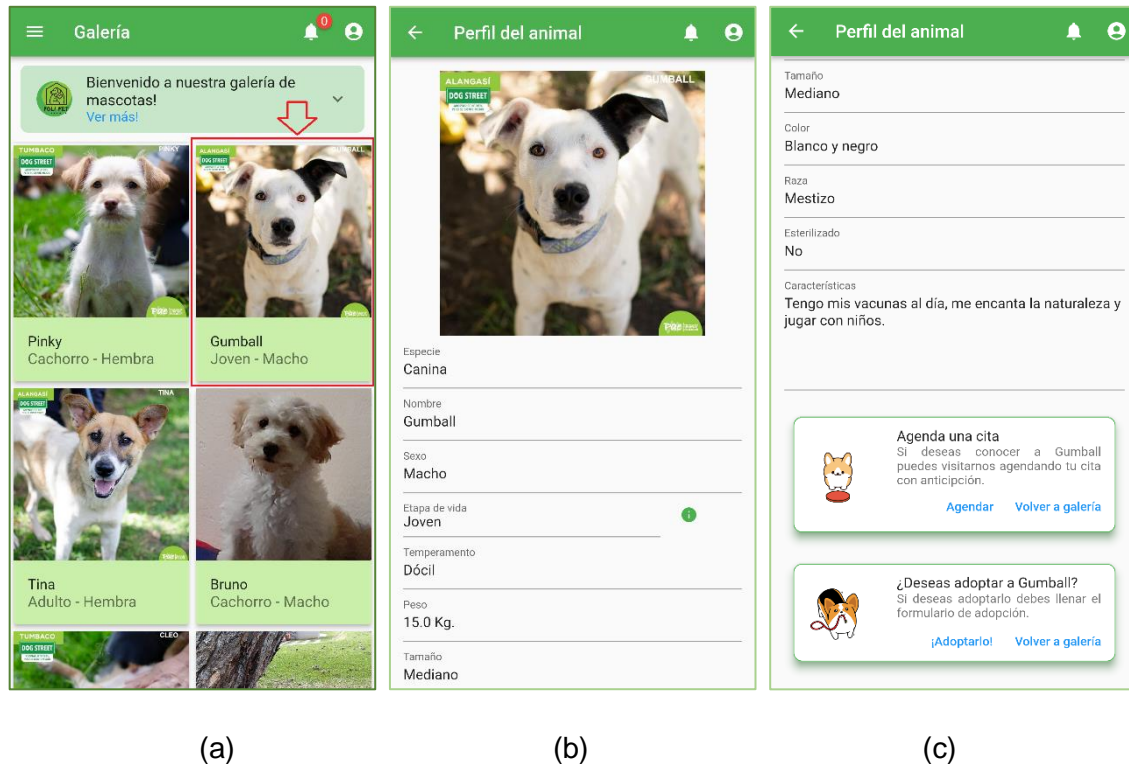 Galería
0
Bienvenido a nuestra galería de
mascotas!
Ver más!
POLI PET
TUMBACO
DOG STREET
PINKY
Pinky
Cachorro - Hembra
ALANGASÍ
DOG STREET
GUMBALL
Gumball
Joven - Macho
ALANGASÍ
DOG STREET
TINA
Tina
Adulto - Hembra
Bruno
Cachorro - Macho
TUMBACO
DOG STREET
CLEO
(a)
Perfil del animal
ALANGASÍ
DOG STREET
GUMBALL
Especie
Canina
Nombre
Gumball
Sexo
Macho
Etapa de vida
Joven
Temperamento
Dócil
Peso
15.0 Kg.
Tamaño
Mediano
(b)
Perfil del animal
Tamaño
Mediano
Color
Blanco y negro
Raza
Mestizo
Esterilizado
No
Características
Tengo mis vacunas al día, me encanta la naturaleza y
jugar con niños.
Agenda una cita
Si deseas conocer a Gumball
puedes visitarnos agendando tu cita
con anticipción.
Agendar Volver a galería
¿Deseas adoptar a Gumball?
Si deseas adoptarlo debes llenar el
formulario de adopción.
¡Adoptarlo! Volver a galería
(c)